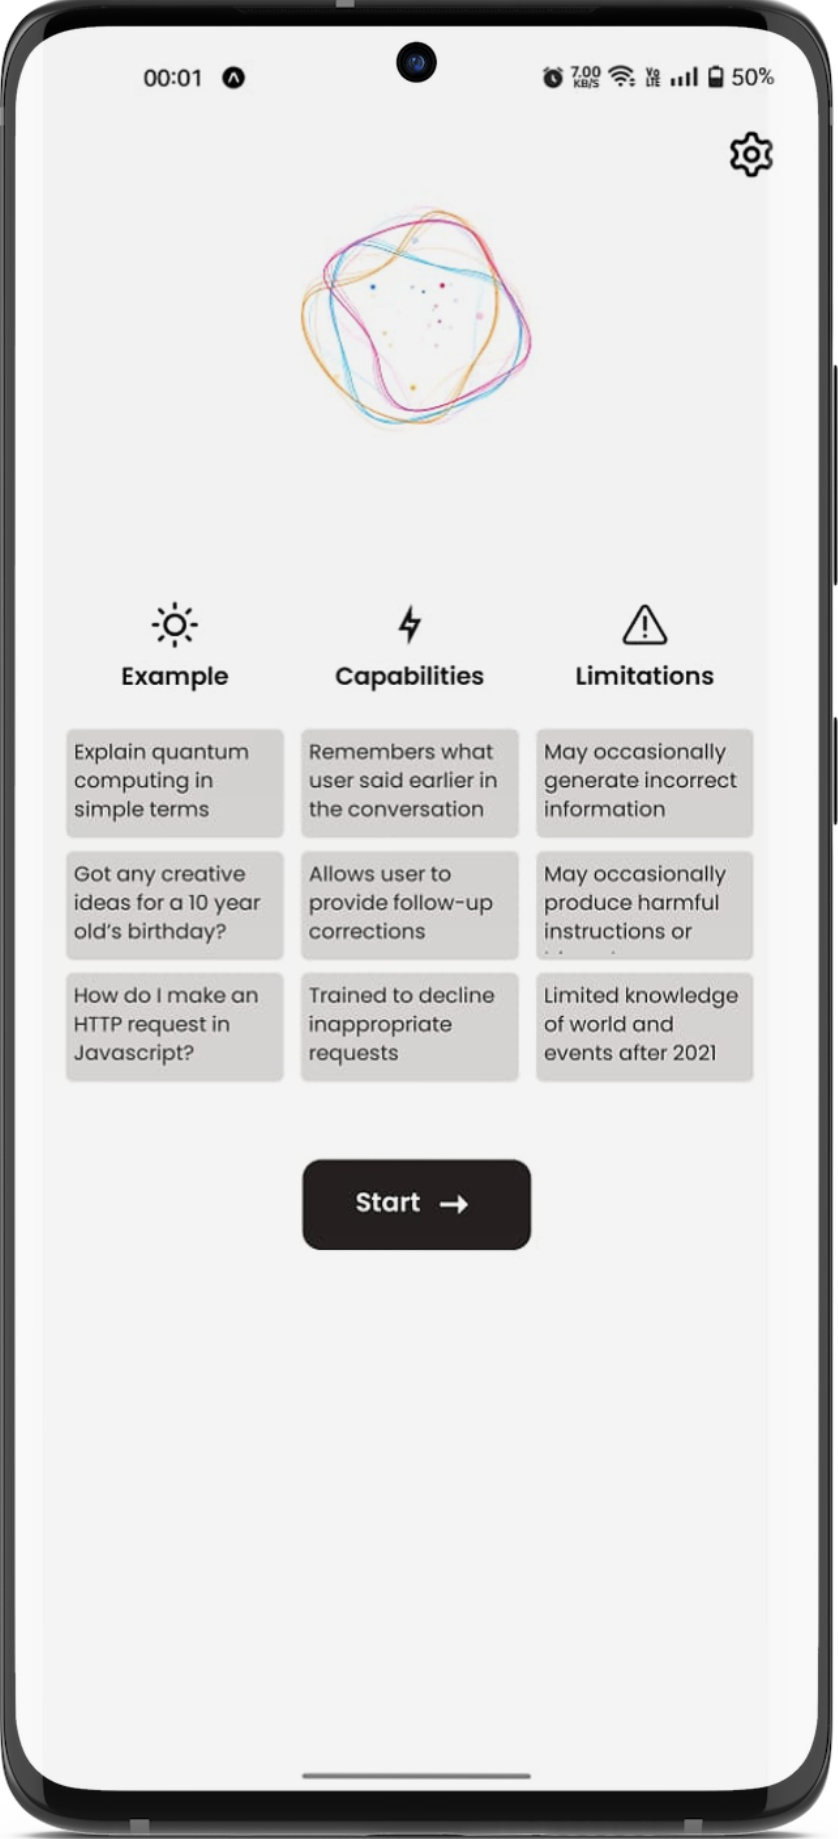 00:01
7.00
KB/S
Vo
LTE
50%
Example
Capabilities
Limitations
Explain quantum
computing in
simple terms
Remembers what
user said earlier in
the conversation
May occasionally
generate incorrect
information
Got any creative
ideas for a 10 year
old's birthday?
Allows user to
provide follow-up
corrections
May occasionally
produce harmful
instructions or
How do I make an
HTTP request in
Javascript?
Trained to decline
inappropriate
requests
Limited knowledge
of world and
events after 2021
Start →